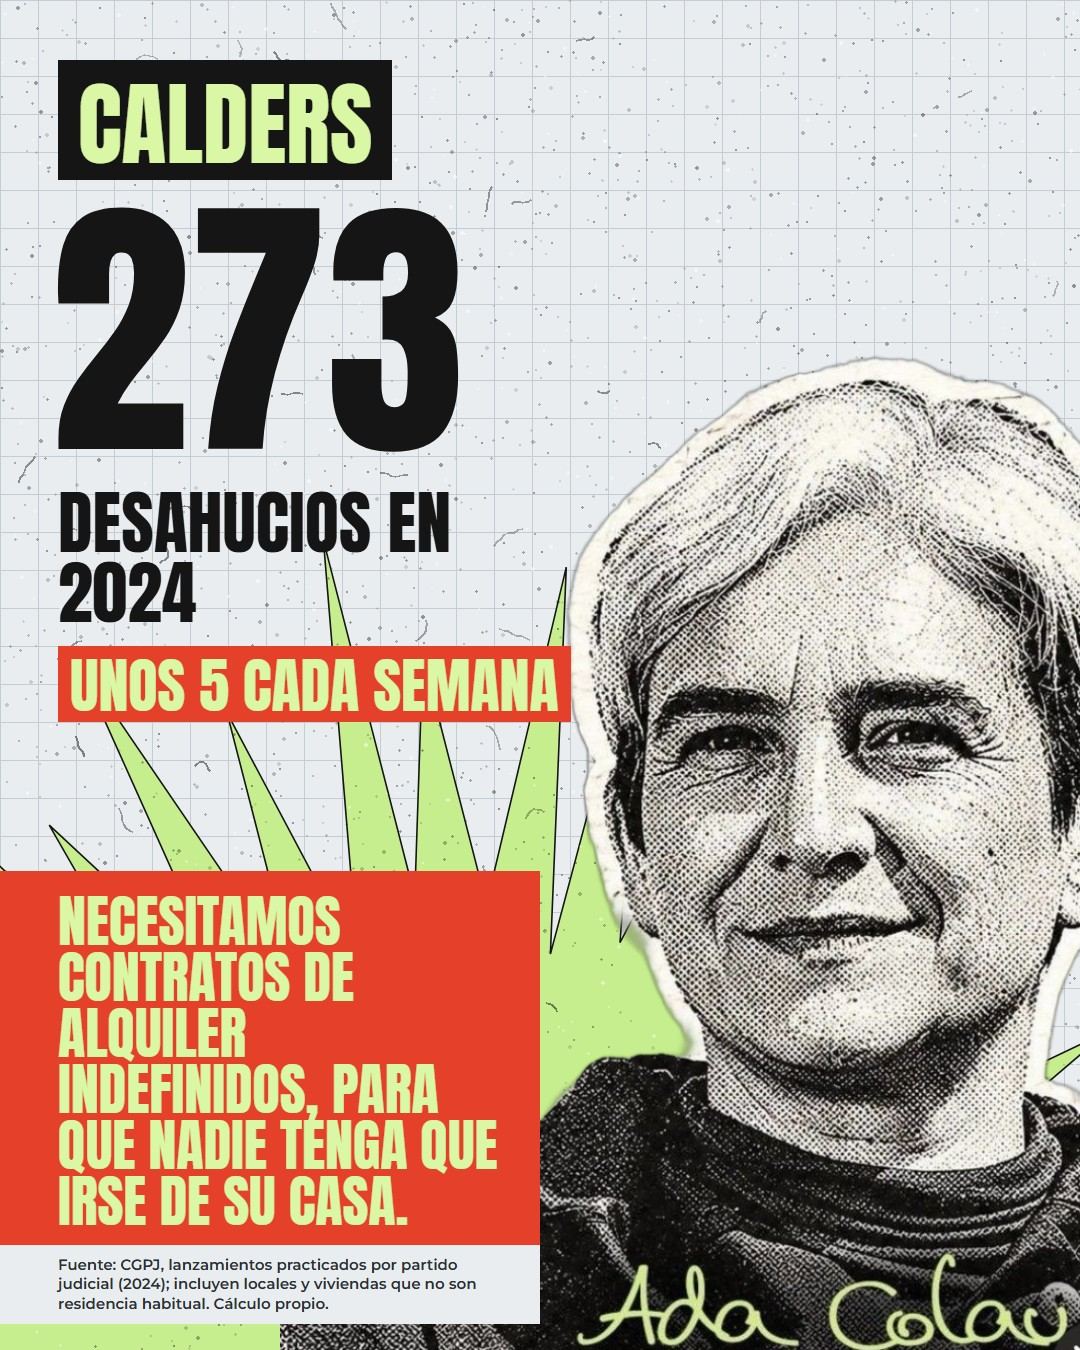 CALDERS
273
DESAHUCIOS EN
2024
UNOS 5 CADA SEMANA
NECESITAMOS
CONTRATOS DE
ALQUILER
INDEFINIDOS, PARA
QUE NADIE TENGA QUE
IRSE DE SU CASA.
Fuente: CGPJ, lanzamientos practicados por partido
judicial (2024); incluyen locales y viviendas que no son
residencia habitual. Cálculo propio.
Ada Colau